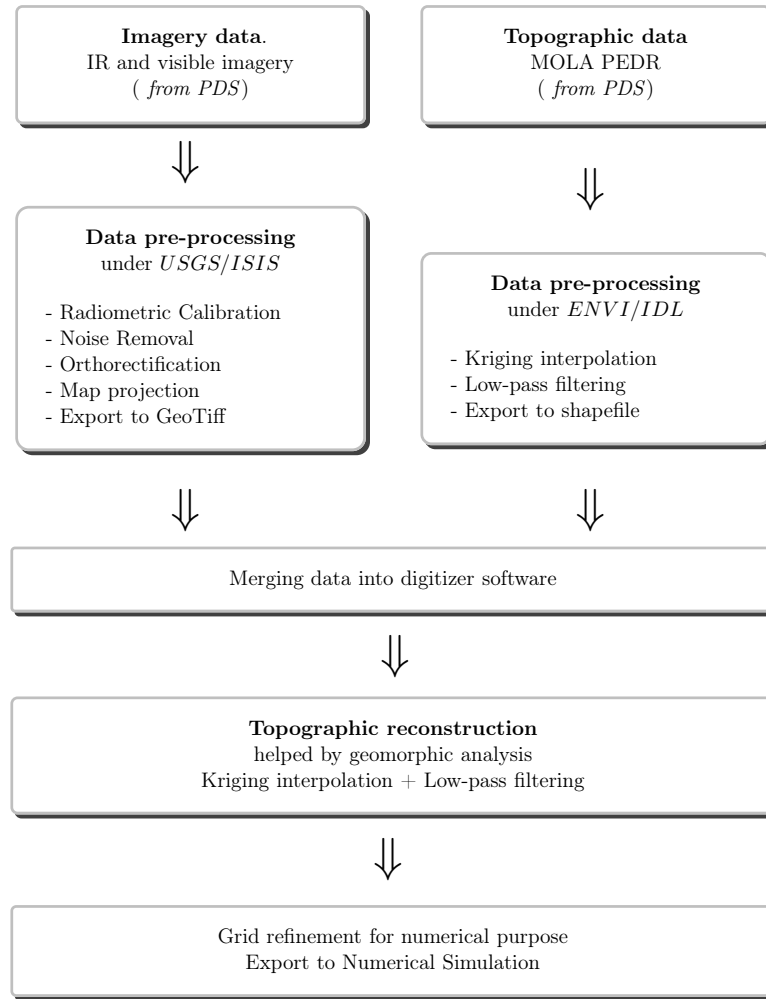 Imagery data.
IR and visible imagery
( from PDS)
Topographic data
MOLA PEDR
( from PDS)
Data pre-processing
under USGS/ISIS
- Radiometric Calibration
- Noise Removal
- Orthorectification
- Map projection
- Export to GeoTiff
Data pre-processing
under ENVI/IDL
- Kriging interpolation
- Low-pass filtering
- Export to shapefile
Merging data into digitizer software
Topographic reconstruction
helped by geomorphic analysis
Kriging interpolation + Low-pass filtering
Grid refinement for numerical purpose
Export to Numerical Simulation